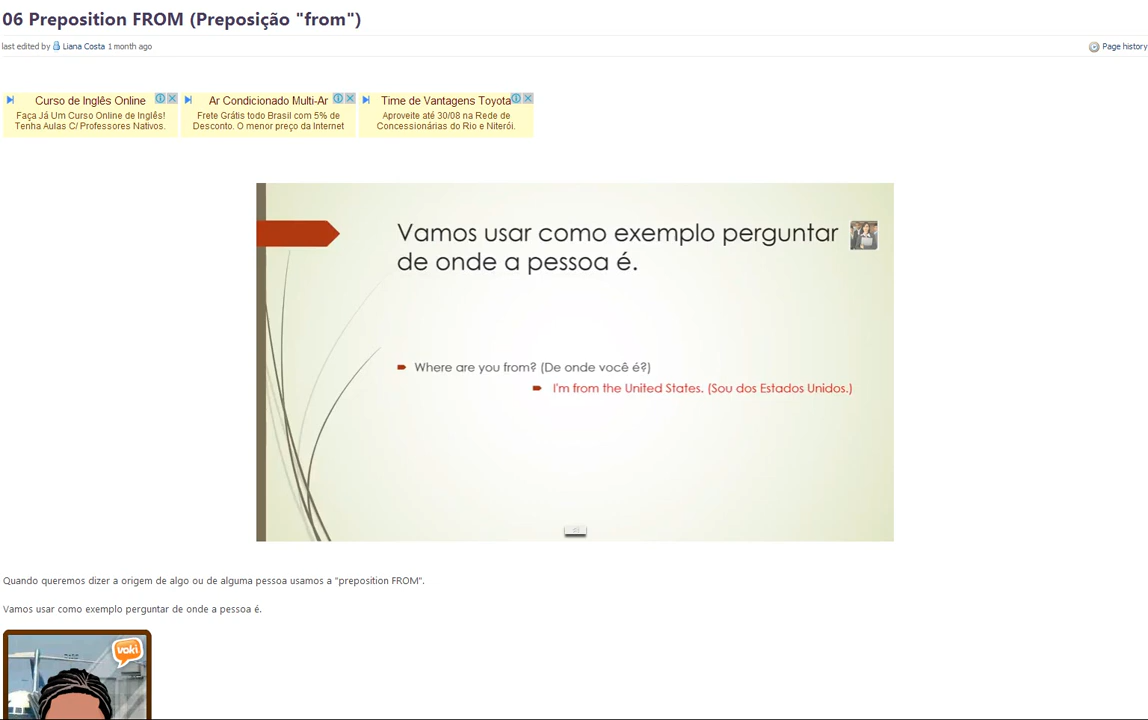 06 Preposition FROM (Preposição "from")
last edited by Liana Costa 1 month ago
Page history
Curso de Inglês Online
Faça Já Um Curso Online de Inglês!
Tenha Aulas C/ Professores Nativos.
Ar Condicionado Multi-Ar
Frete Grátis todo Brasil com 5% de
Desconto. O menor preço da Internet
Time de Vantagens Toyota
Aproveite até 30/08 na Rede de
Concessionárias do Rio e Niterói.
Vamos usar como exemplo perguntar
de onde a pessoa é.
Where are you from? (De onde você é?)
I'm from the United States. (Sou dos Estados Unidos.)
Quando queremos dizer a origem de algo ou de alguma pessoa usamos a "preposition FROM".
Vamos usar como exemplo perguntar de onde a pessoa é.
voki